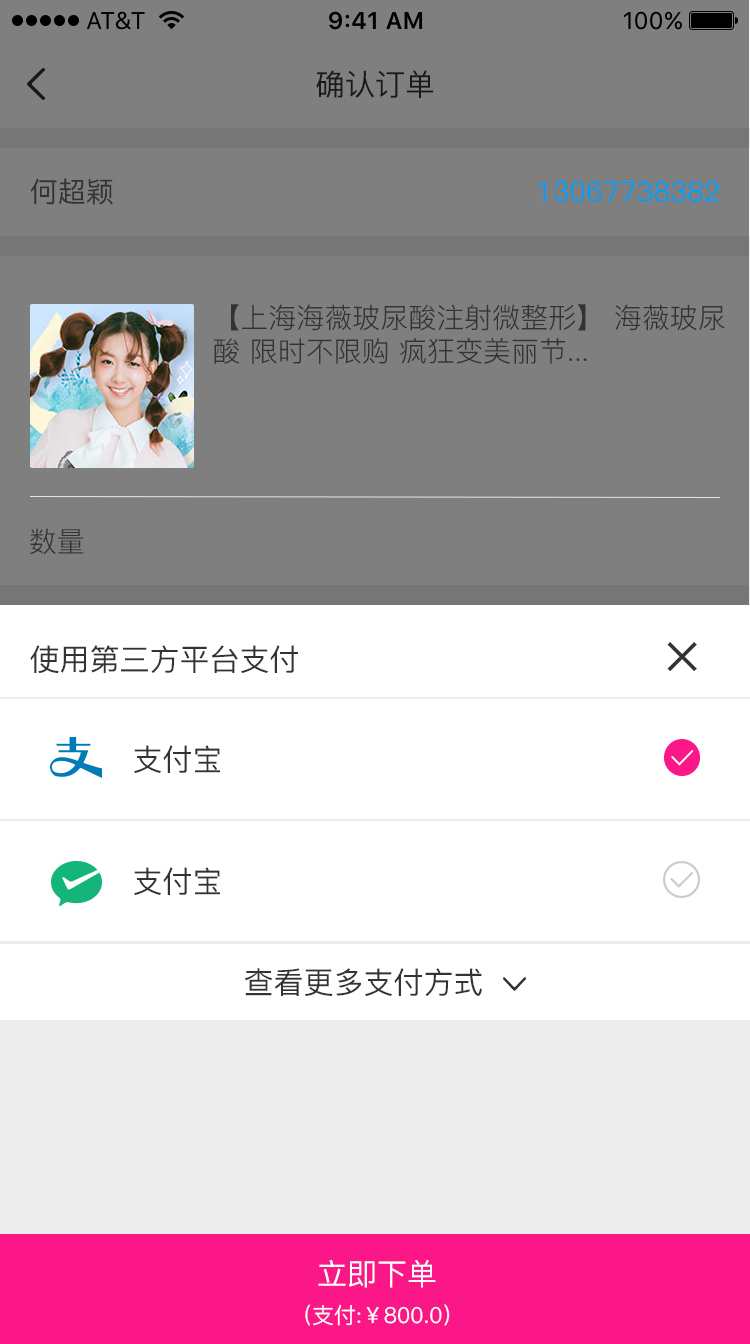 AT&T 9:41 AM 100%
确认订单
何超颖 13067738382
【上海海薇玻尿酸注射微整形】 海薇玻尿
酸 限时不限购 疯狂变美丽节...
数量
使用第三方平台支付
支付宝
支付宝
查看更多支付方式
立即下单
(支付:￥800.0)